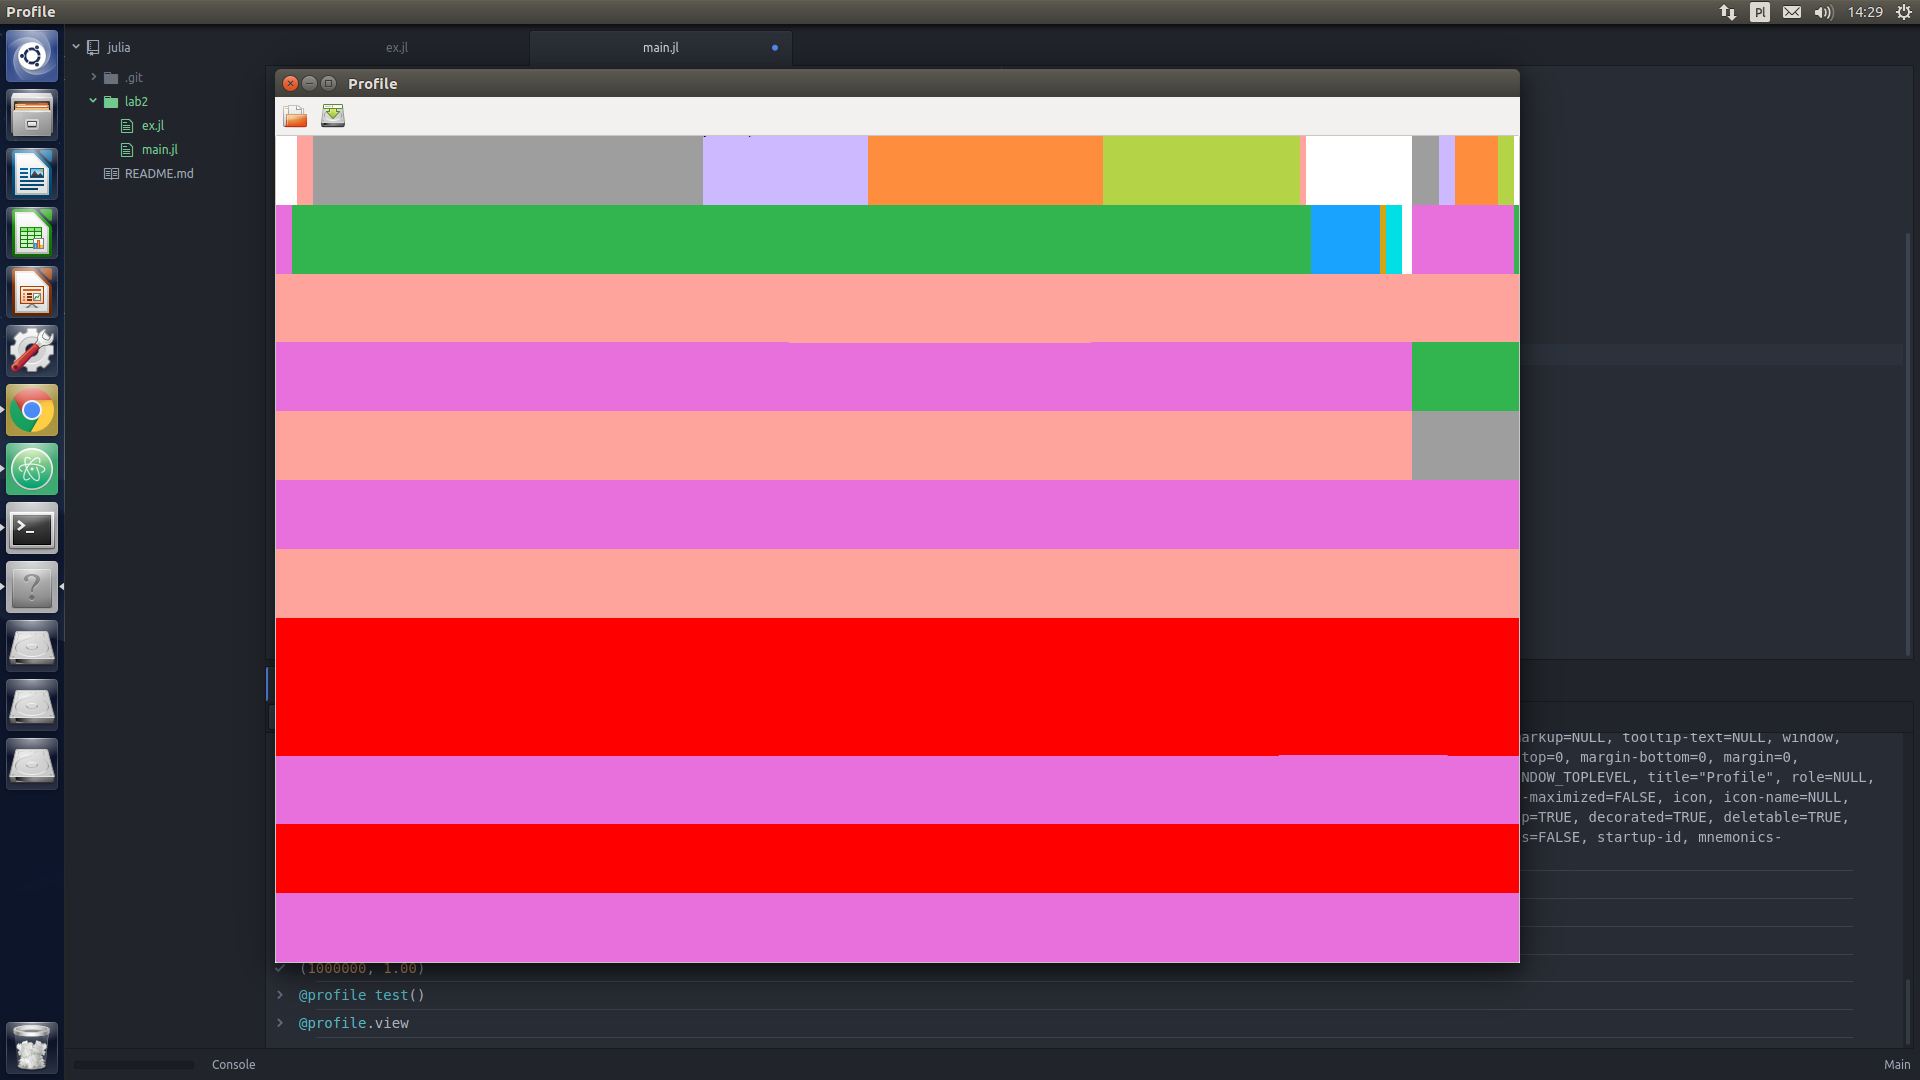 Profile
Pl
14:29
julia
ex.jl
main.jl
.git
Profile
lab2
ex.jl
main.jl
README.md
arkup=NULL, tooltip-text=NULL, window,
top=0, margin-bottom=0, margin=0,
NDOW_TOPLEVEL, title="Profile", role=NULL,
-maximized=FALSE, icon, icon-name=NULL,
p=TRUE, decorated=TRUE, deletable=TRUE,
s=FALSE, startup-id, mnemonics-
(1000000, 1.00)
@profile test()
@profile.view
Console
Main